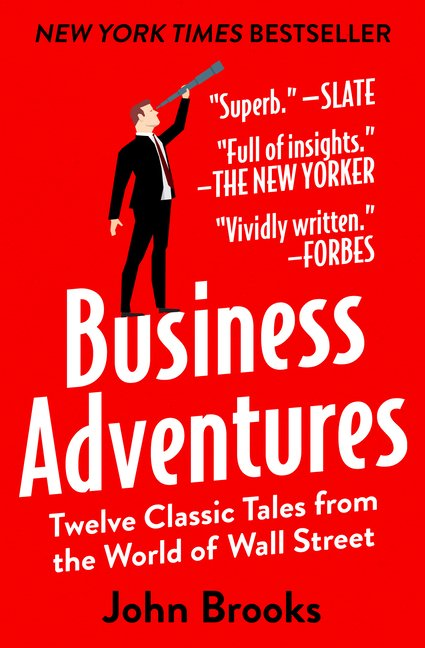 NEW YORK TIMES BESTSELLER
"Superb." –SLATE
"Full of insights."
–THE NEW YORKER
"Vividly written."
–FORBES
Business
Adventures
Twelve Classic Tales from
the World of Wall Street
John Brooks